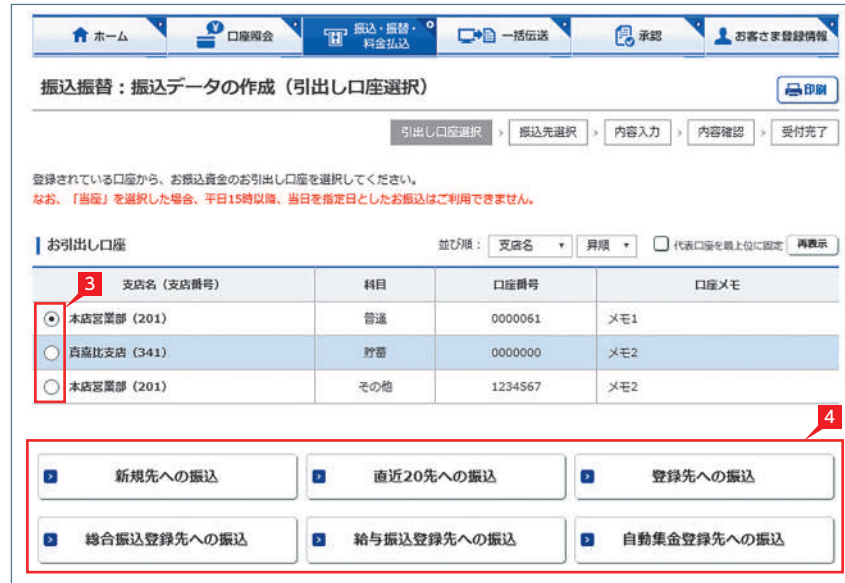 ホーム 口座照会 振込・振替・料金払込 一括伝送 承認 お客さま登録情報
振込振替：振込データの作成（引出し口座選択） 印刷
引出し口座選択 › 振込先選択 › 内容入力 › 内容確認 › 受付完了
登録されている口座から、お振込資金のお引出し口座を選択してください。
なお、「当座」を選択した場合、平日15時以降、当日を指定日としたお振込はご利用できません。
お引出し口座 並び順： 支店名 ▼ 昇順 ▼ 代表口座を最上位に固定 再表示
3
支店名（支店番号） 科目 口座番号 口座メモ
本店営業部（201） 普通 0000061 メモ1
真嘉比支店（341） 貯蓄 0000000 メモ2
本店営業部（201） その他 1234567 メモ2
4
新規先への振込 直近20先への振込 登録先への振込
総合振込登録先への振込 給与振込登録先への振込 自動集金登録先への振込